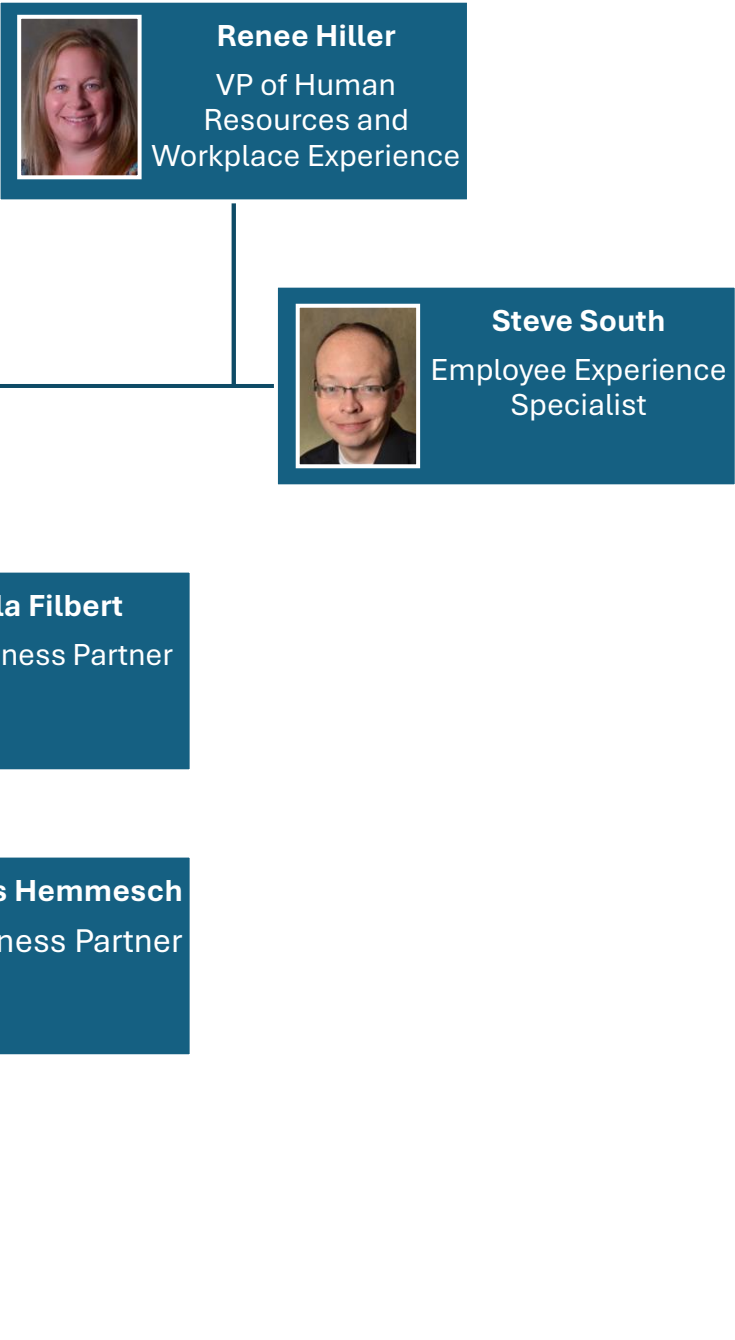 Renee Hiller
VP of Human
Resources and
Workplace Experience
Steve South
Employee Experience
Specialist
la Filbert
ness Partner
s Hemmesch
ness Partner